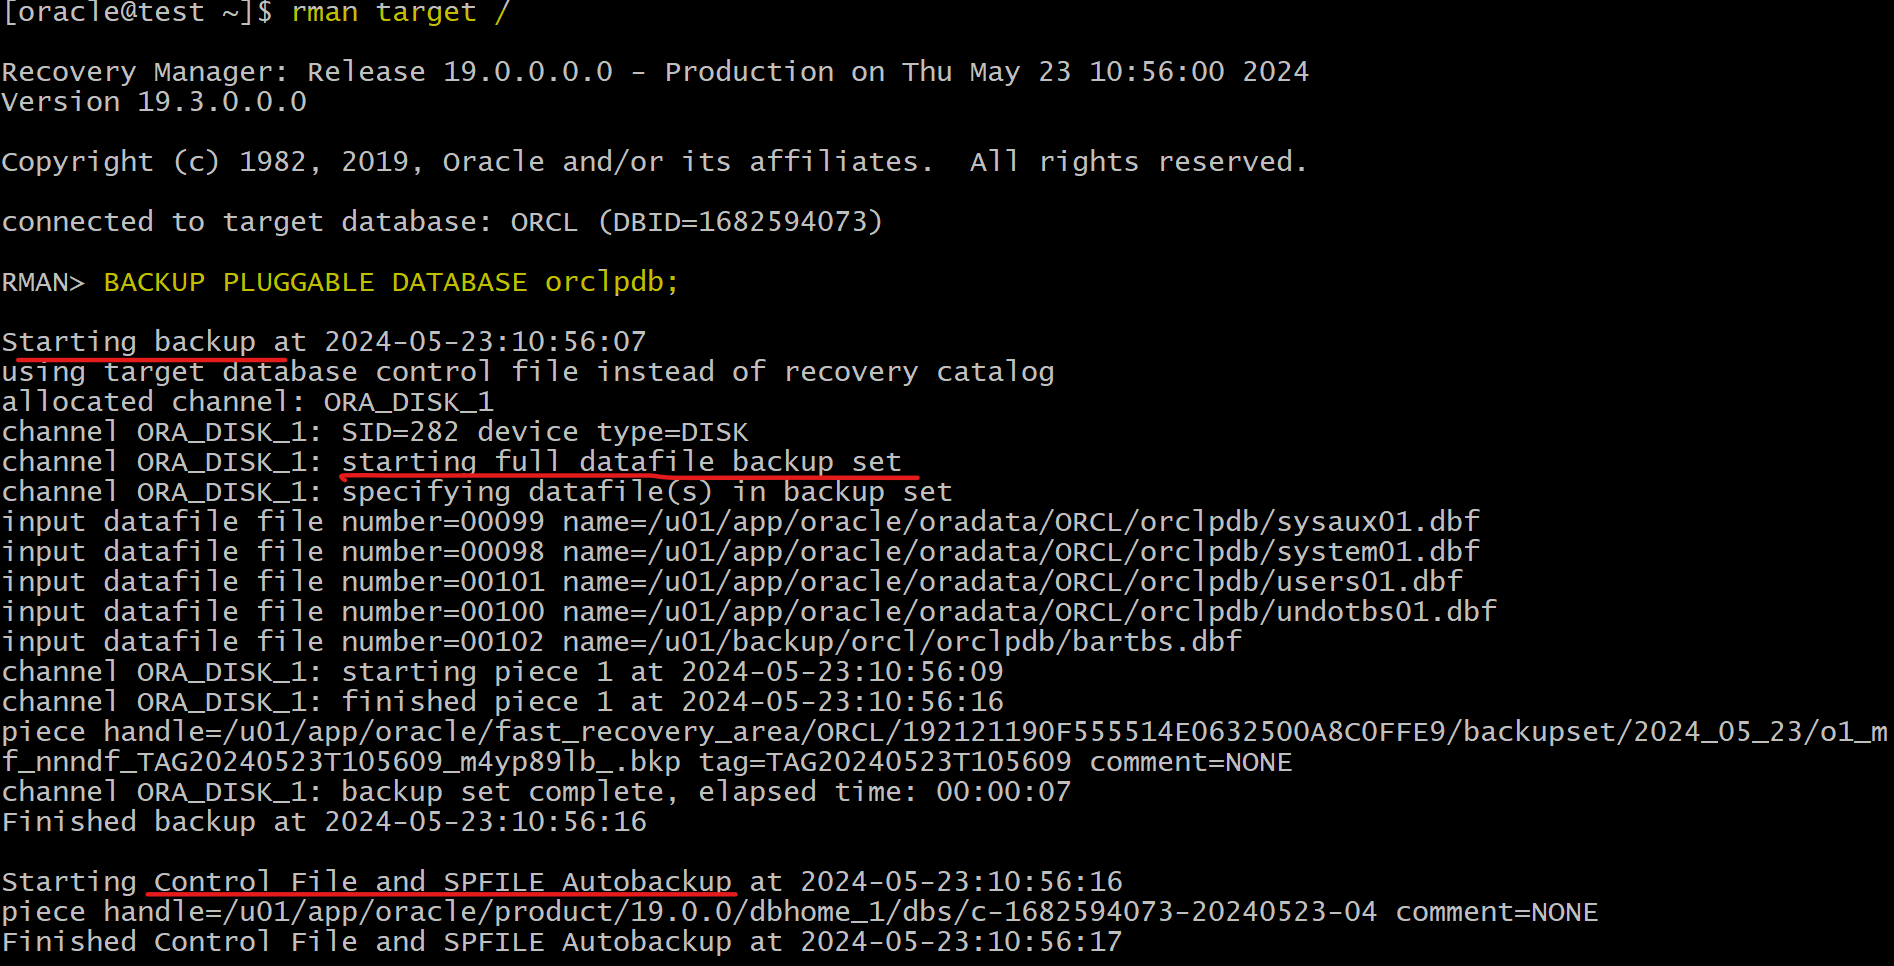 [oracle@test ~]$ rman target /
Recovery Manager: Release 19.0.0.0.0 - Production on Thu May 23 10:56:00 2024
Version 19.3.0.0.0
Copyright (c) 1982, 2019, Oracle and/or its affiliates.  All rights reserved.
connected to target database: ORCL (DBID=1682594073)
RMAN> BACKUP PLUGGABLE DATABASE orclpdb;
Starting backup at 2024-05-23:10:56:07
using target database control file instead of recovery catalog
allocated channel: ORA_DISK_1
channel ORA_DISK_1: SID=282 device type=DISK
channel ORA_DISK_1: starting full datafile backup set
channel ORA_DISK_1: specifying datafile(s) in backup set
input datafile file number=00099 name=/u01/app/oracle/oradata/ORCL/orclpdb/sysaux01.dbf
input datafile file number=00098 name=/u01/app/oracle/oradata/ORCL/orclpdb/system01.dbf
input datafile file number=00101 name=/u01/app/oracle/oradata/ORCL/orclpdb/users01.dbf
input datafile file number=00100 name=/u01/app/oracle/oradata/ORCL/orclpdb/undotbs01.dbf
input datafile file number=00102 name=/u01/backup/orcl/orclpdb/bartbs.dbf
channel ORA_DISK_1: starting piece 1 at 2024-05-23:10:56:09
channel ORA_DISK_1: finished piece 1 at 2024-05-23:10:56:16
piece handle=/u01/app/oracle/fast_recovery_area/ORCL/192121190F555514E0632500A8C0FFE9/backupset/2024_05_23/o1_m
f_nnndf_TAG20240523T105609_m4yp89lb_.bkp tag=TAG20240523T105609 comment=NONE
channel ORA_DISK_1: backup set complete, elapsed time: 00:00:07
Finished backup at 2024-05-23:10:56:16
Starting Control File and SPFILE Autobackup at 2024-05-23:10:56:16
piece handle=/u01/app/oracle/product/19.0.0/dbhome_1/dbs/c-1682594073-20240523-04 comment=NONE
Finished Control File and SPFILE Autobackup at 2024-05-23:10:56:17